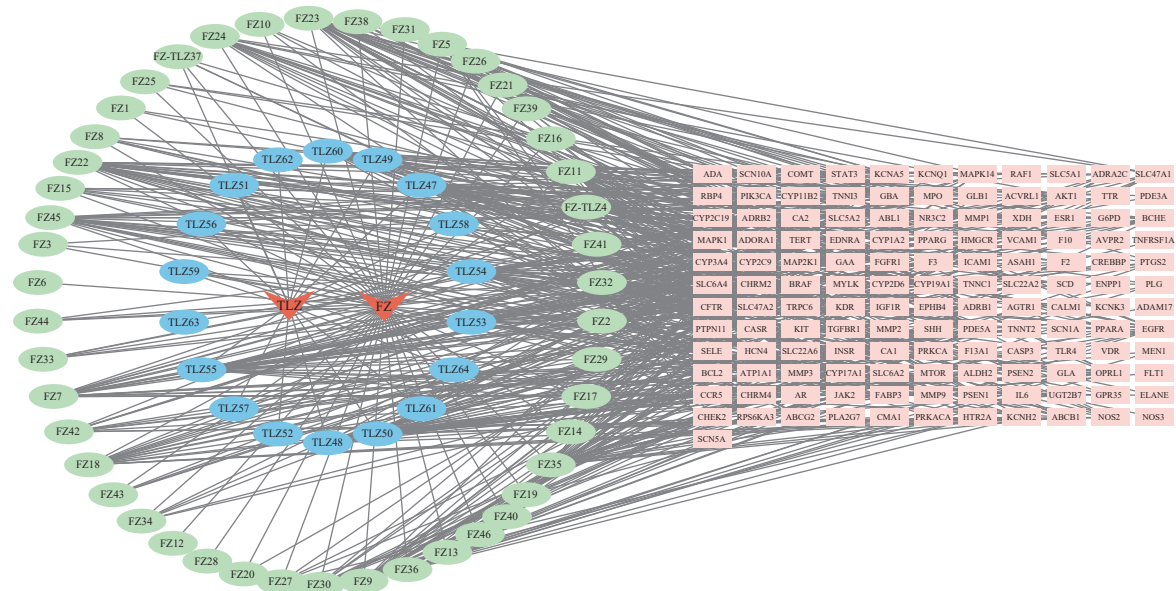 FZ23
FZ38
FZ10
FZ31
FZ24
FZ5
FZ-TLZ37
FZ26
FZ25
FZ21
FZ1
FZ39
FZ8
FZ16
TLZ60
TLZ62
TLZ49
FZ22
FZ11
TLZ51
TLZ47
FZ15
FZ-TLZ4
FZ45
TLZ56
TLZ58
FZ3
FZ41
TLZ59
TLZ54
FZ6
FZ32
TLZ
FZ
FZ44
TLZ63
TLZ53
FZ2
FZ33
FZ29
TLZ55
TLZ64
FZ7
FZ17
TLZ57
TLZ61
FZ42
TLZ52
TLZ50
FZ14
TLZ48
FZ18
FZ35
FZ43
FZ19
FZ34
FZ40
FZ12
FZ46
FZ28
FZ13
FZ20
FZ36
FZ27
FZ30
FZ9
ADA SCN10A COMT STAT3 KCNA5 KCNQ1 MAPK14 RAF1 SLC5A1 ADRA2C SLC47A1
RBP4 PIK3CA CYP11B2 TNNI3 GBA MPO GLB1 ACVRL1 AKT1 TTR PDE3A
CYP2C19 ADRB2 CA2 SLC5A2 ABL1 NR3C2 MMP1 XDH ESR1 G6PD BCHE
MAPK1 ADORA1 TERT EDNRA CYP1A2 PPARG HMGCR VCAM1 F10 AVPR2 TNFRSF1A
CYP3A4 CYP2C9 MAP2K1 GAA FGFR1 F3 ICAM1 ASAH1 F2 CREBBP PTGS2
SLC6A4 CHRM2 BRAF MYLK CYP2D6 CYP19A1 TNNC1 SLC22A2 SCD ENPP1 PLG
CFTR SLC47A2 TRPC6 KDR IGF1R EPHB4 ADRB1 AGTR1 CALM1 KCNK3 ADAM17
PTPN11 CASR KIT TGFBR1 MMP2 SHH PDE5A TNNT2 SCN1A PPARA EGFR
SELE HCN4 SLC22A6 INSR CA1 PRKCA F13A1 CASP3 TLR4 VDR MEN1
BCL2 ATP1A1 MMP3 CYP17A1 SLC6A2 MTOR ALDH2 PSEN2 GLA OPRL1 FLT1
CCR5 CHRM4 AR JAK2 FABP3 MMP9 PSEN1 IL6 UGT2B7 GPR35 ELANE
CHEK2 RPS6KA3 ABCG2 PLA2G7 CMA1 PRKACA HTR2A KCNH2 ABCB1 NOS2 NOS3
SCN5A